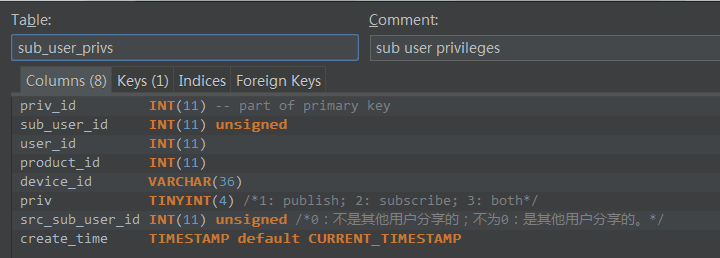 Table: Comment:
sub_user_privs sub user privileges
Columns (8) Keys (1) Indices Foreign Keys
priv_id INT(11) -- part of primary key
sub_user_id INT(11) unsigned
user_id INT(11)
product_id INT(11)
device_id VARCHAR(36)
priv TINYINT(4) /*1: publish; 2: subscribe; 3: both*/
src_sub_user_id INT(11) unsigned /*0：不是其他用户分享的；不为0：是其他用户分享的。*/
create_time TIMESTAMP default CURRENT_TIMESTAMP